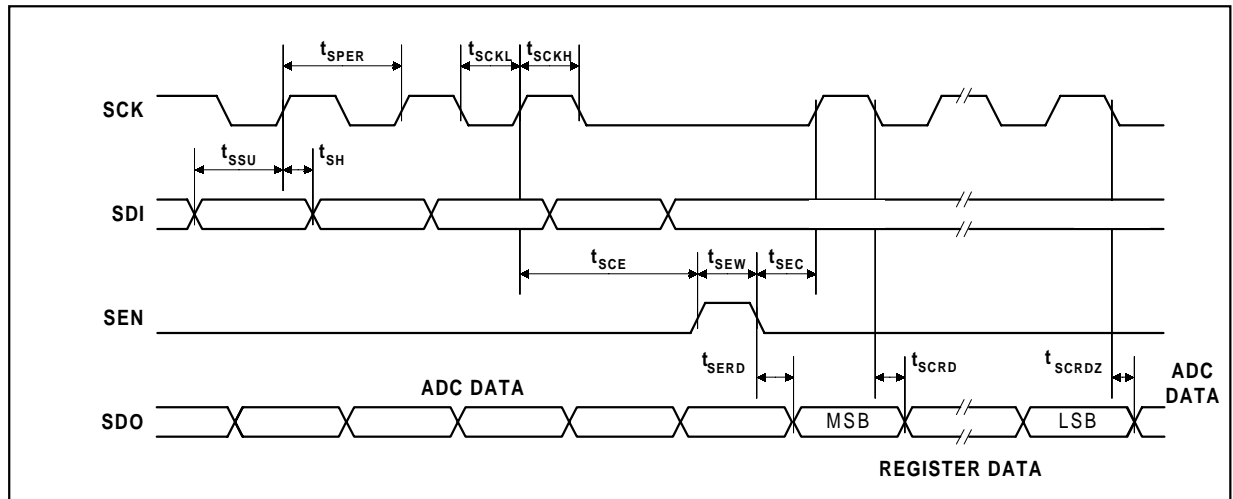 tSPER
tSCKL
tSCKH
SCK
tSSU
tSH
SDI
tSCE
tSEW
tSEC
SEN
tSERD
tSCRD
tSCRDZ
ADC DATA
ADC DATA
SDO
MSB
LSB
REGISTER DATA